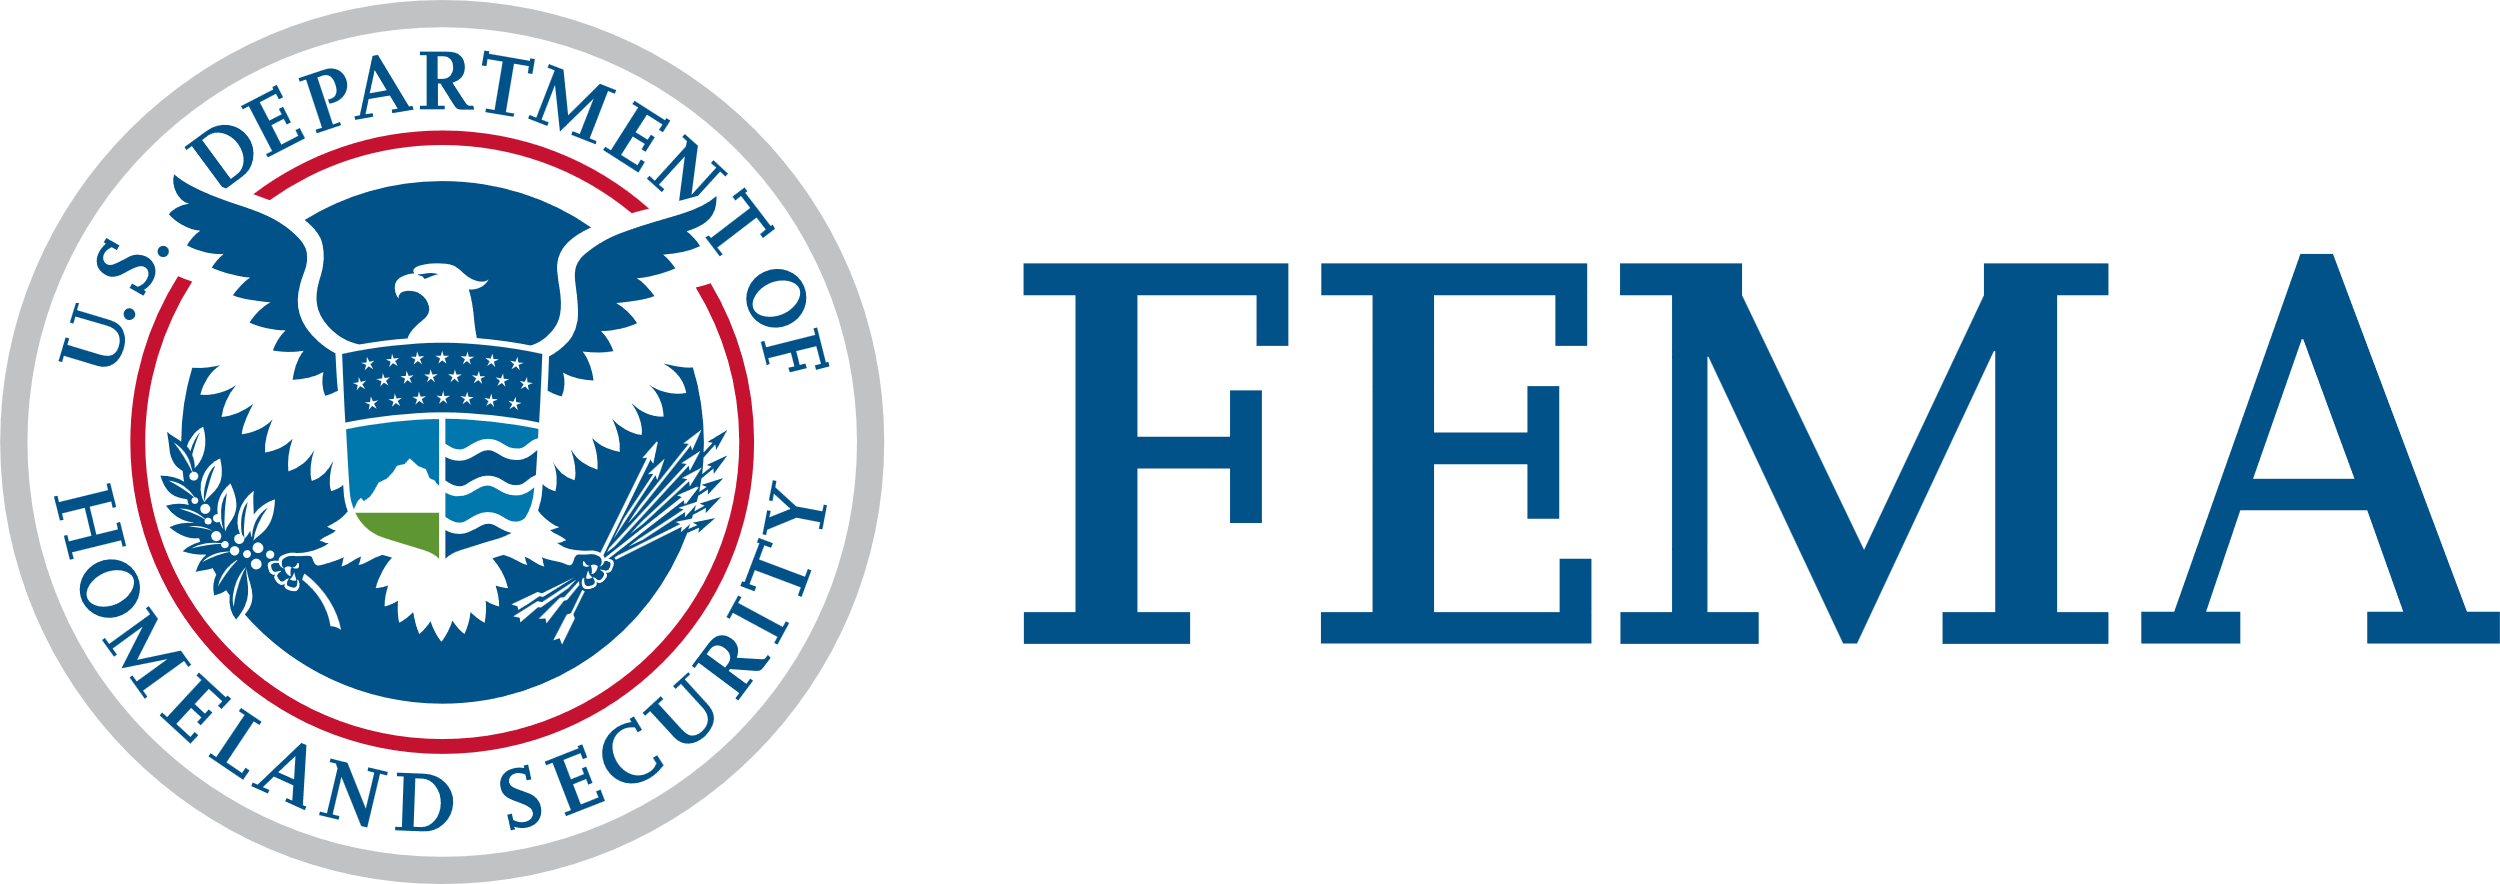 U.S. DEPARTMENT OF
HOMELAND SECURITY
FEMA